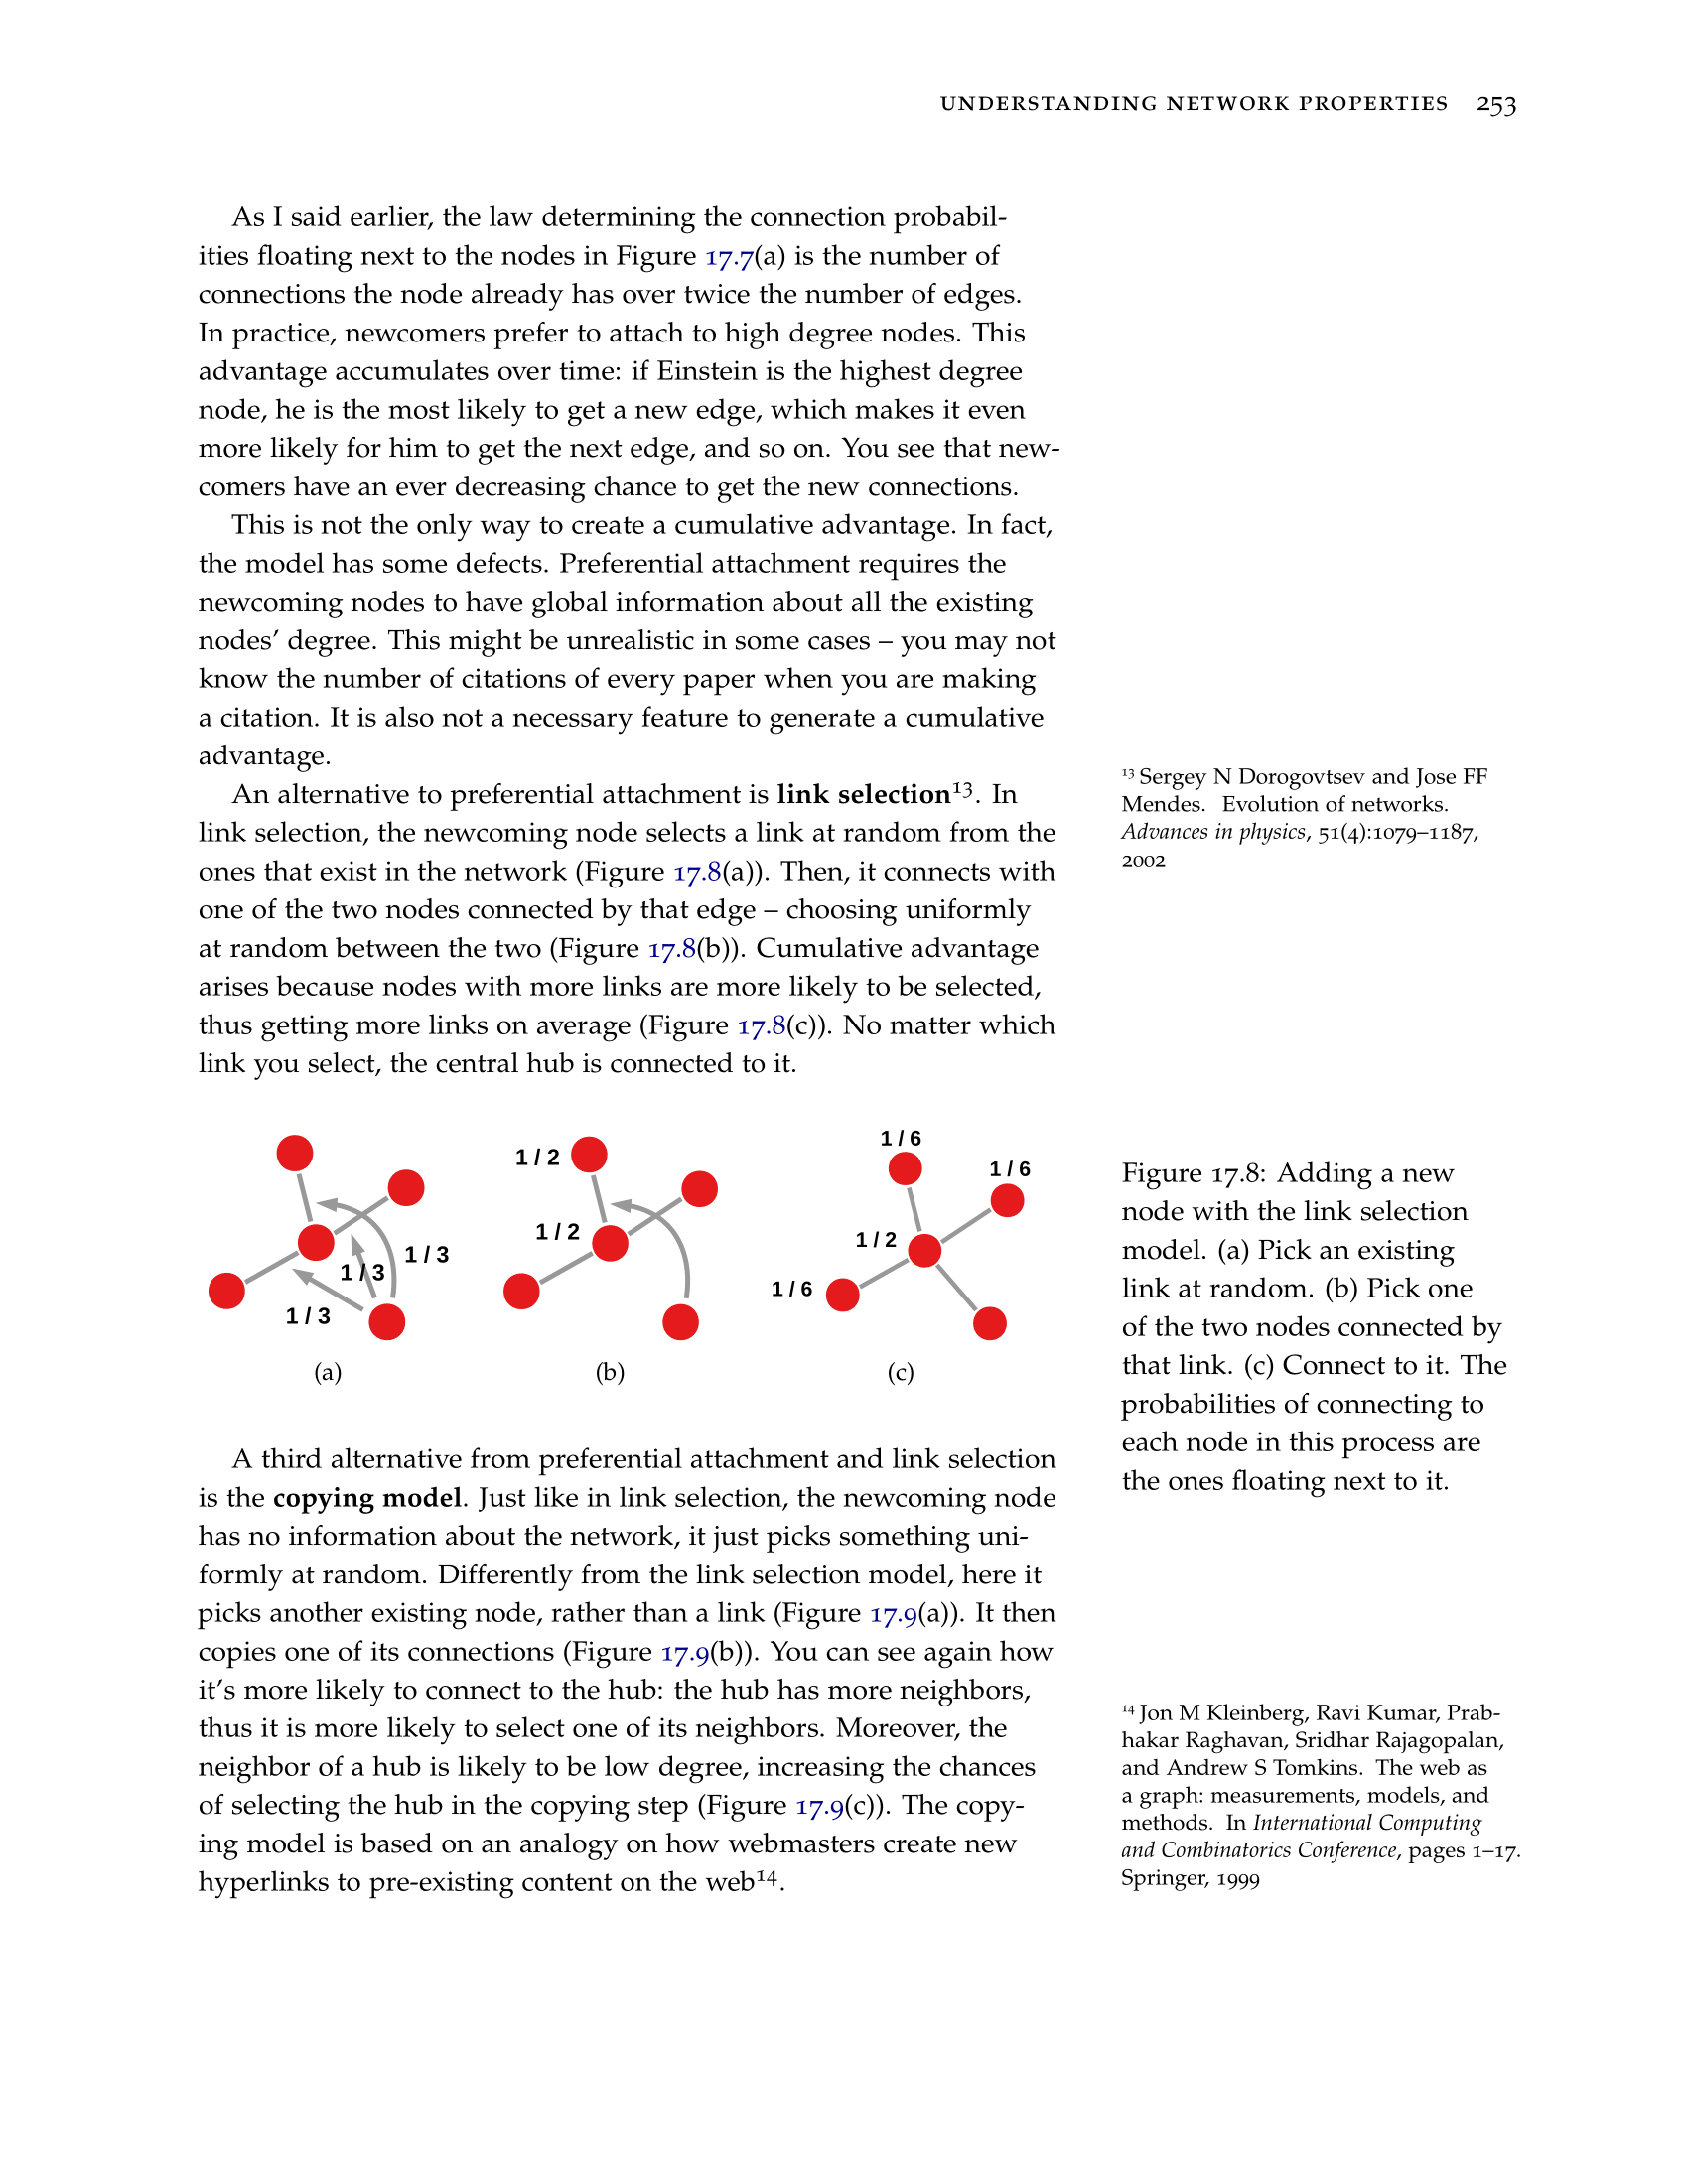 UNDERSTANDING NETWORK PROPERTIES 253
As I said earlier, the law determining the connection probabil-
ities floating next to the nodes in Figure 17.7(a) is the number of
connections the node already has over twice the number of edges.
In practice, newcomers prefer to attach to high degree nodes. This
advantage accumulates over time: if Einstein is the highest degree
node, he is the most likely to get a new edge, which makes it even
more likely for him to get the next edge, and so on. You see that new-
comers have an ever decreasing chance to get the new connections.
This is not the only way to create a cumulative advantage. In fact,
the model has some defects. Preferential attachment requires the
newcoming nodes to have global information about all the existing
nodes’ degree. This might be unrealistic in some cases – you may not
know the number of citations of every paper when you are making
a citation. It is also not a necessary feature to generate a cumulative
advantage.
An alternative to preferential attachment is link selection¹³. In
link selection, the newcoming node selects a link at random from the
ones that exist in the network (Figure 17.8(a)). Then, it connects with
one of the two nodes connected by that edge – choosing uniformly
at random between the two (Figure 17.8(b)). Cumulative advantage
arises because nodes with more links are more likely to be selected,
thus getting more links on average (Figure 17.8(c)). No matter which
link you select, the central hub is connected to it.
¹³ Sergey N Dorogovtsev and Jose FF
Mendes. Evolution of networks.
Advances in physics, 51(4):1079–1187,
2002
1 / 3
1 / 3
1 / 3
(a)
1 / 2
1 / 2
(b)
1 / 6
1 / 6
1 / 2
1 / 6
(c)
Figure 17.8: Adding a new
node with the link selection
model. (a) Pick an existing
link at random. (b) Pick one
of the two nodes connected by
that link. (c) Connect to it. The
probabilities of connecting to
each node in this process are
the ones floating next to it.
A third alternative from preferential attachment and link selection
is the copying model. Just like in link selection, the newcoming node
has no information about the network, it just picks something uni-
formly at random. Differently from the link selection model, here it
picks another existing node, rather than a link (Figure 17.9(a)). It then
copies one of its connections (Figure 17.9(b)). You can see again how
it’s more likely to connect to the hub: the hub has more neighbors,
thus it is more likely to select one of its neighbors. Moreover, the
neighbor of a hub is likely to be low degree, increasing the chances
of selecting the hub in the copying step (Figure 17.9(c)). The copy-
ing model is based on an analogy on how webmasters create new
hyperlinks to pre-existing content on the web¹⁴.
¹⁴ Jon M Kleinberg, Ravi Kumar, Prab-
hakar Raghavan, Sridhar Rajagopalan,
and Andrew S Tomkins. The web as
a graph: measurements, models, and
methods. In International Computing
and Combinatorics Conference, pages 1–17.
Springer, 1999